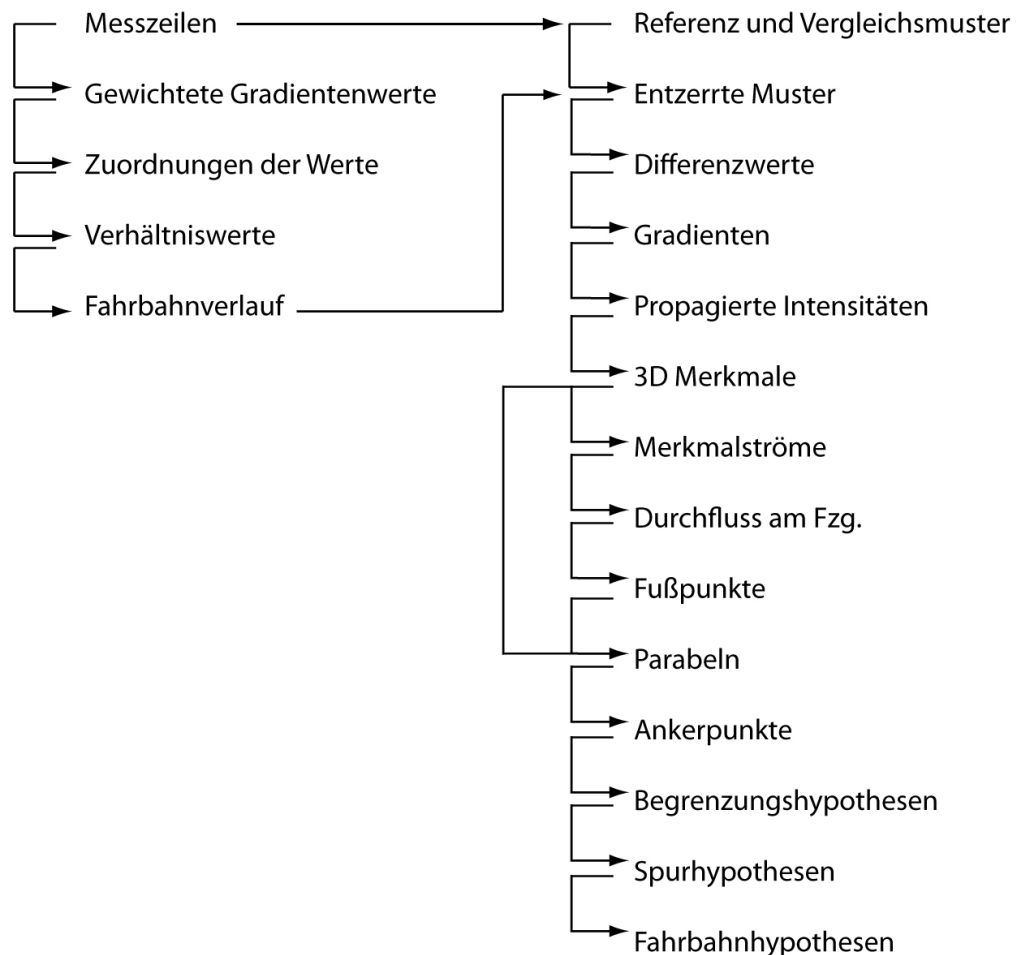 Messzeilen
Gewichtete Gradientenwerte
Zuordnungen der Werte
Verhältniswerte
Fahrbahnverlauf
Referenz und Vergleichsmuster
Entzerrte Muster
Differenzwerte
Gradienten
Propagierte Intensitäten
3D Merkmale
Merkmalströme
Durchfluss am Fzg.
Fußpunkte
Parabeln
Ankerpunkte
Begrenzungshypothesen
Spurhypothesen
Fahrbahnhypothesen